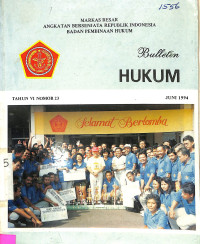 1556
MARKAS BESAR
ANGKATAN BERSENJATA REPUBLIK INDONESIA
BADAN PEMBINAAN HUKUM
Bulletin
HUKUM
TAHUN VI NOMOR 23
JUNI 1994
Selamat Berlomba
5